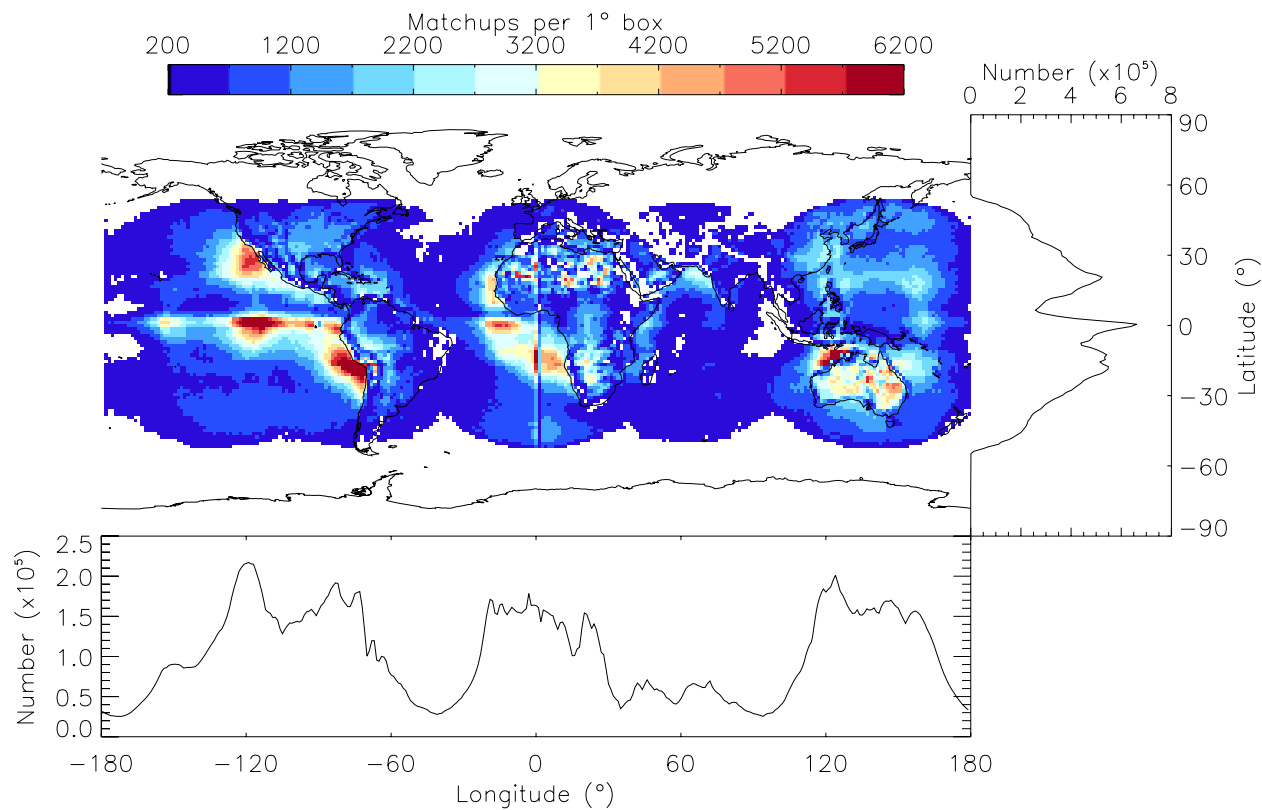 Matchups per 1° box
200 1200 2200 3200 4200 5200 6200
Number (x10⁵)
0 2 4 6 8
90
60
30
0
−30
−60
−90
Latitude (°)
2.5
2.0
1.5
1.0
0.5
0.0
Number (x10⁵)
−180 −120 −60 0 60 120 180
Longitude (°)